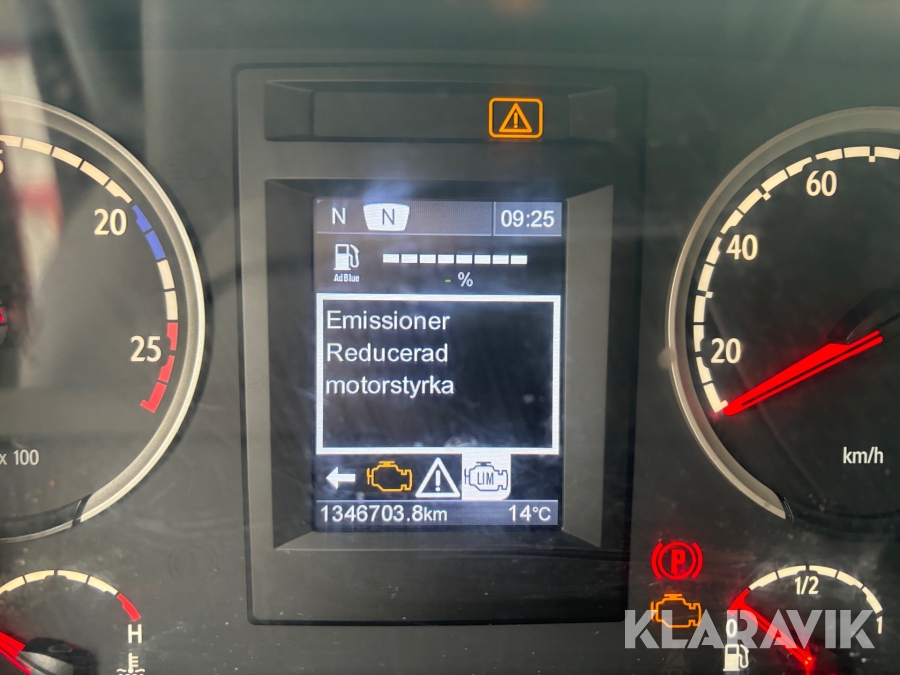 N N 09:25
20
60
AdBlue
- %
40
Emissioner
25
Reducerad
20
motorstyrka
x 100
km/h
LIM
1346703.8km 14°C
P
1/2
H
0
1
KLARAVIK